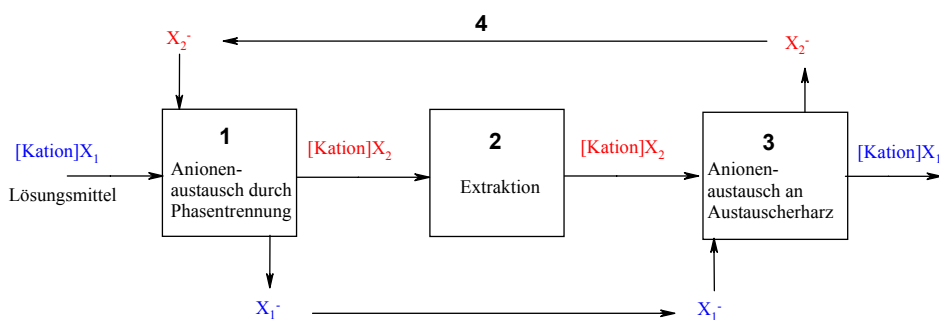 4
X₂⁻
X₂⁻
1
2
3
[Kation]X₁
[Kation]X₂
[Kation]X₂
[Kation]X₁
Lösungsmittel
Anionen-
austausch durch
Phasentrennung
Extraktion
Anionen-
austausch an
Austauscherharz
X₁⁻
X₁⁻